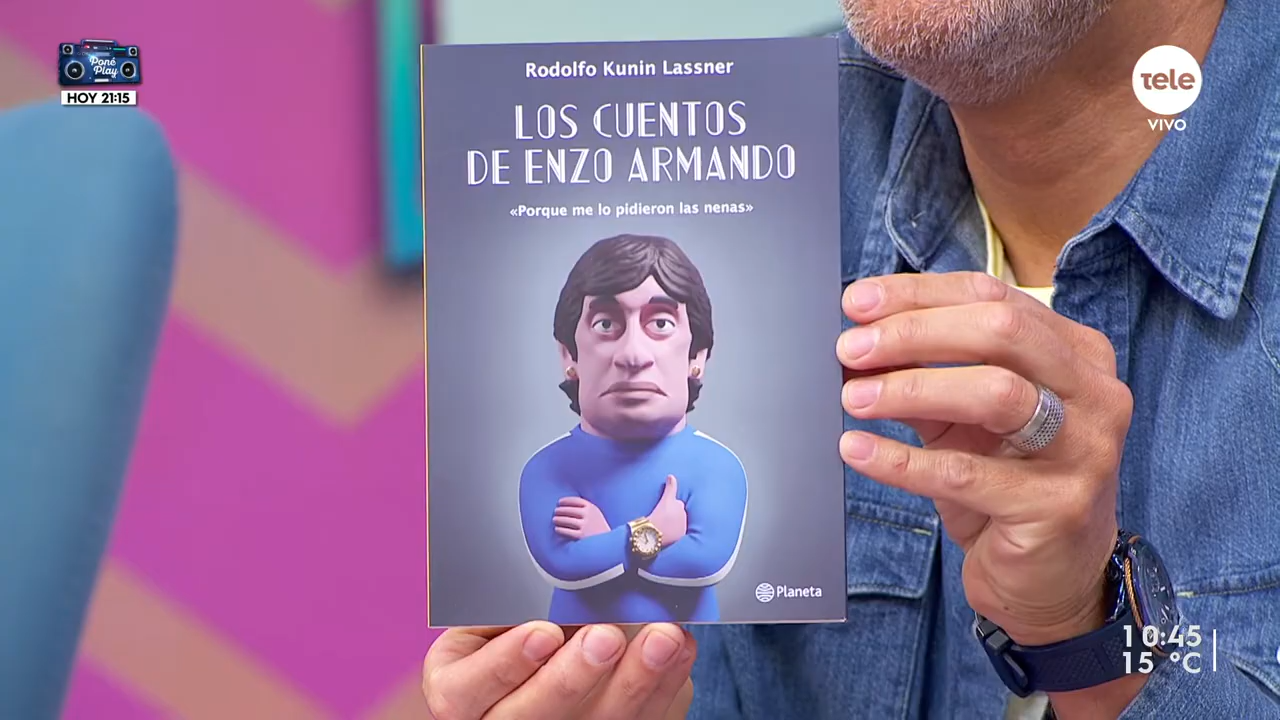 Poné
Play
HOY 21:15
tele
VIVO
Rodolfo Kunin Lassner
LOS CUENTOS
DE ENZO ARMANDO
«Porque me lo pidieron las nenas»
Planeta
10:45
15 °C